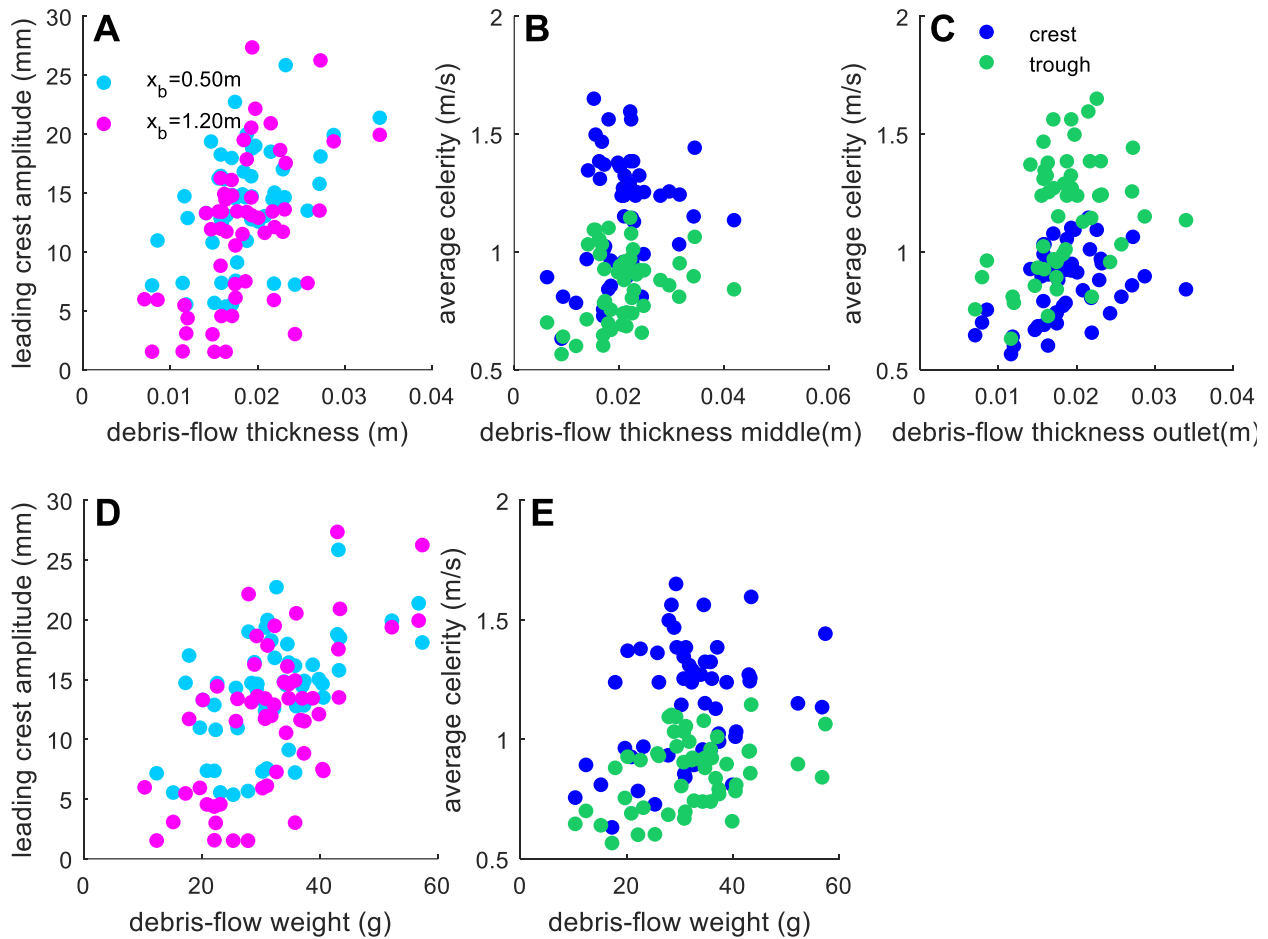 A
x_b=0.50m
x_b=1.20m
leading crest amplitude (mm)
30
25
20
15
10
5
0
0 0.01 0.02 0.03 0.04
debris-flow thickness (m)
B
average celerity (m/s)
2
1.5
1
0.5
0 0.02 0.04 0.06
debris-flow thickness middle(m)
C
crest
trough
average celerity (m/s)
2
1.5
1
0.5
0 0.01 0.02 0.03 0.04
debris-flow thickness outlet(m)
D
leading crest amplitude (mm)
30
25
20
15
10
5
0
0 20 40 60
debris-flow weight (g)
E
average celerity (m/s)
2
1.5
1
0.5
0 20 40 60
debris-flow weight (g)